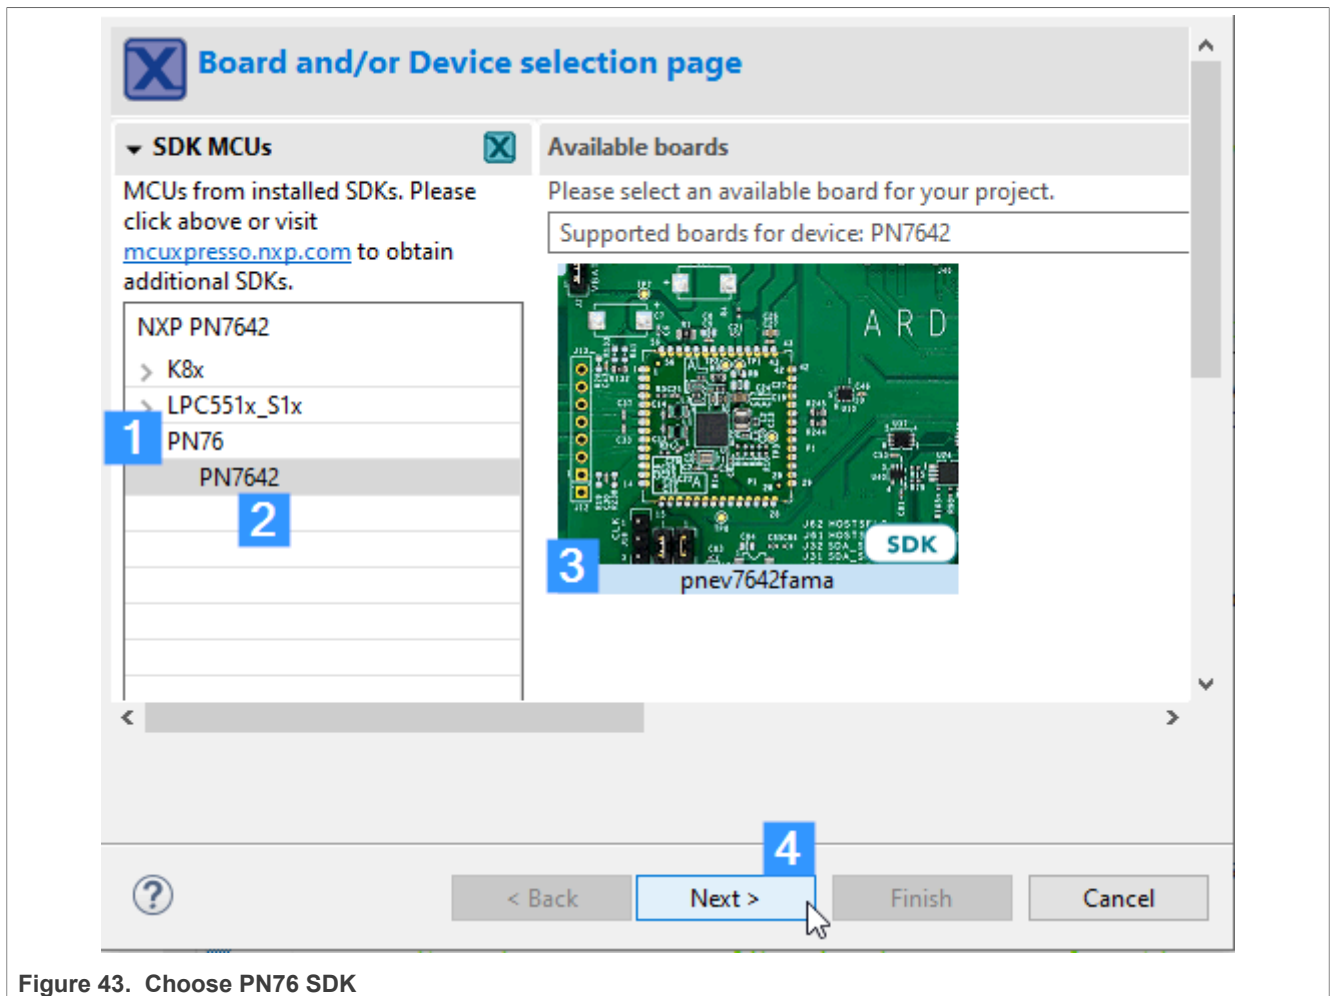 Board and/or Device selection page
SDK MCUs
MCUs from installed SDKs. Please
click above or visit
mcuxpresso.nxp.com to obtain
additional SDKs.
NXP PN7642
K8x
LPC551x_S1x
1
PN76
PN7642
2
Available boards
Please select an available board for your project.
Supported boards for device: PN7642
ARD
SDK
3
pnev7642fama
4
< Back
Next >
Finish
Cancel
Figure 43. Choose PN76 SDK